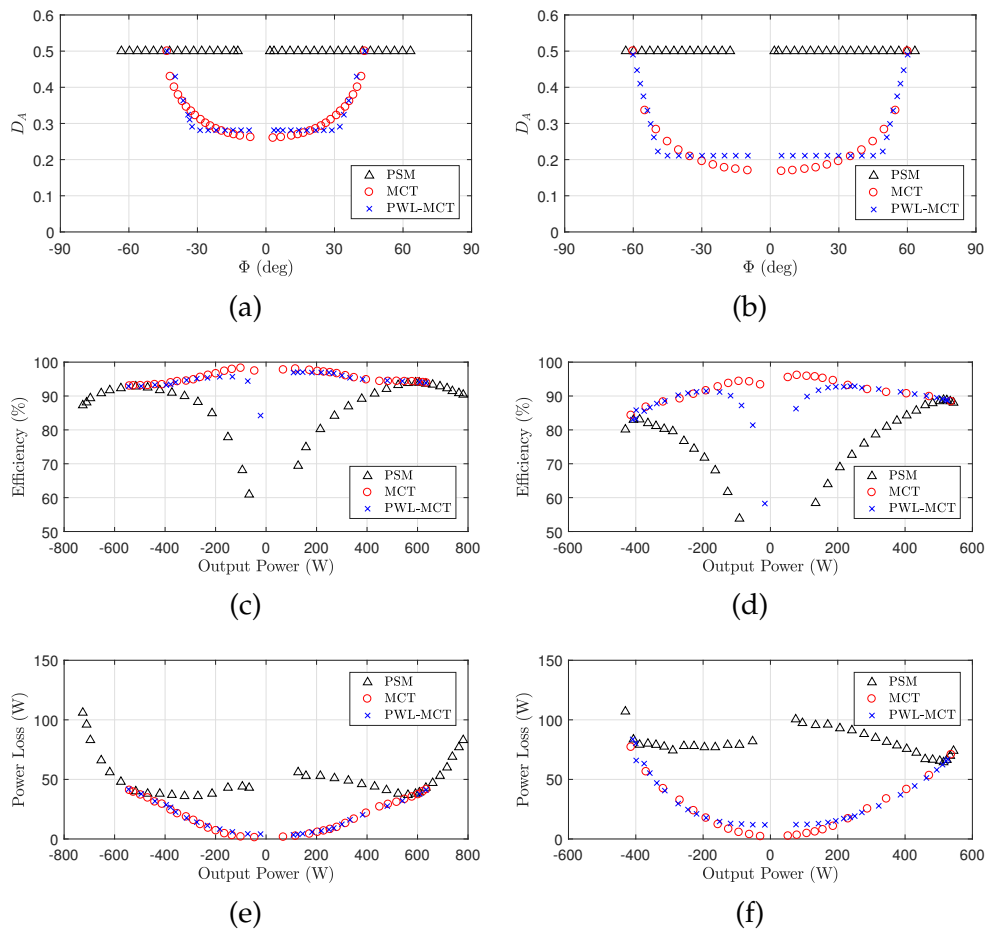 0.6
0.5
0.4
0.3
0.2
0.1
0
D_A
-90 -60 -30 0 30 60 90
Φ (deg)
PSM
MCT
PWL-MCT
(a)
0.6
0.5
0.4
0.3
0.2
0.1
0
D_A
-90 -60 -30 0 30 60 90
Φ (deg)
PSM
MCT
PWL-MCT
(b)
100
90
80
70
60
50
Efficiency (%)
-800 -600 -400 -200 0 200 400 600 800
Output Power (W)
PSM
MCT
PWL-MCT
(c)
100
90
80
70
60
50
Efficiency (%)
-600 -400 -200 0 200 400 600
Output Power (W)
PSM
MCT
PWL-MCT
(d)
150
100
50
0
Power Loss (W)
-800 -600 -400 -200 0 200 400 600 800
Output Power (W)
PSM
MCT
PWL-MCT
(e)
150
100
50
0
Power Loss (W)
-600 -400 -200 0 200 400 600
Output Power (W)
PSM
MCT
PWL-MCT
(f)